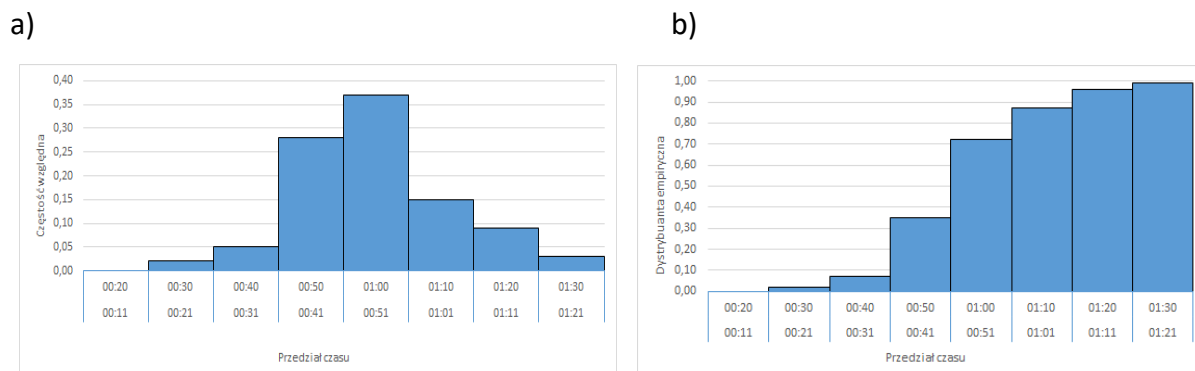 a)
b)
0,40
0,35
0,30
0,25
0,20
0,15
0,10
0,05
0,00
Częstość względna
00:20 00:30 00:40 00:50 01:00 01:10 01:20 01:30
00:11 00:21 00:31 00:41 00:51 01:01 01:11 01:21
Przedział czasu
1,00
0,90
0,80
0,70
0,60
0,50
0,40
0,30
0,20
0,10
0,00
Dystrybuanta empiryczna
00:20 00:30 00:40 00:50 01:00 01:10 01:20 01:30
00:11 00:21 00:31 00:41 00:51 01:01 01:11 01:21
Przedział czasu